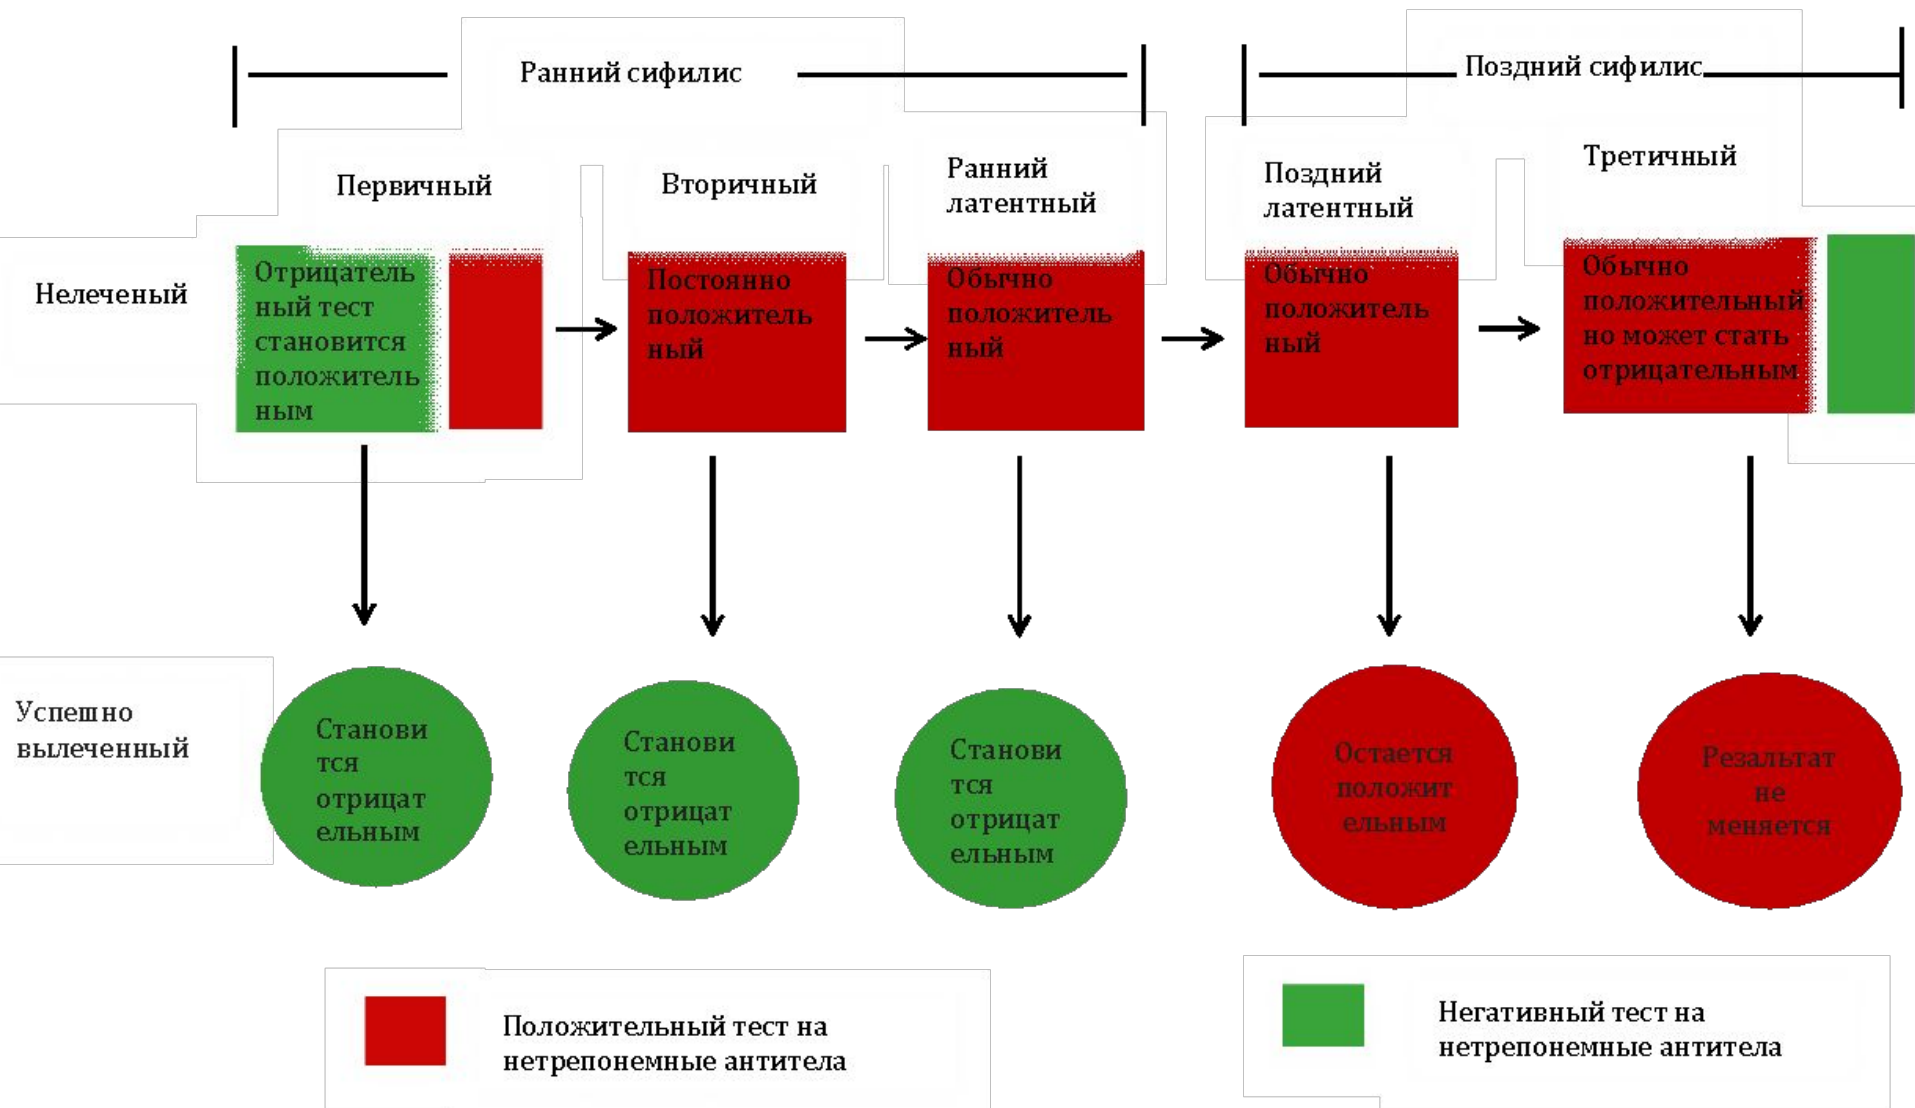 Ранний сифилис
Поздний сифилис
Первичный
Вторичный
Ранний
латентный
Поздний
латентный
Третичный
Нелеченый
Отрицатель
ный тест
становится
положитель
ным
Постоянно
положитель
ный
Обычно
положитель
ный
Обычно
положитель
ный
Обычно
положительный
но может стать
отрицательным
Успешно
вылеченный
Станови
тся
отрицат
ельным
Станови
тся
отрицат
ельным
Станови
тся
отрицат
ельным
Остается
положит
ельным
Резальтат
не
меняется
Положительный тест на
нетрепонемные антитела
Негативный тест на
нетрепонемные антитела